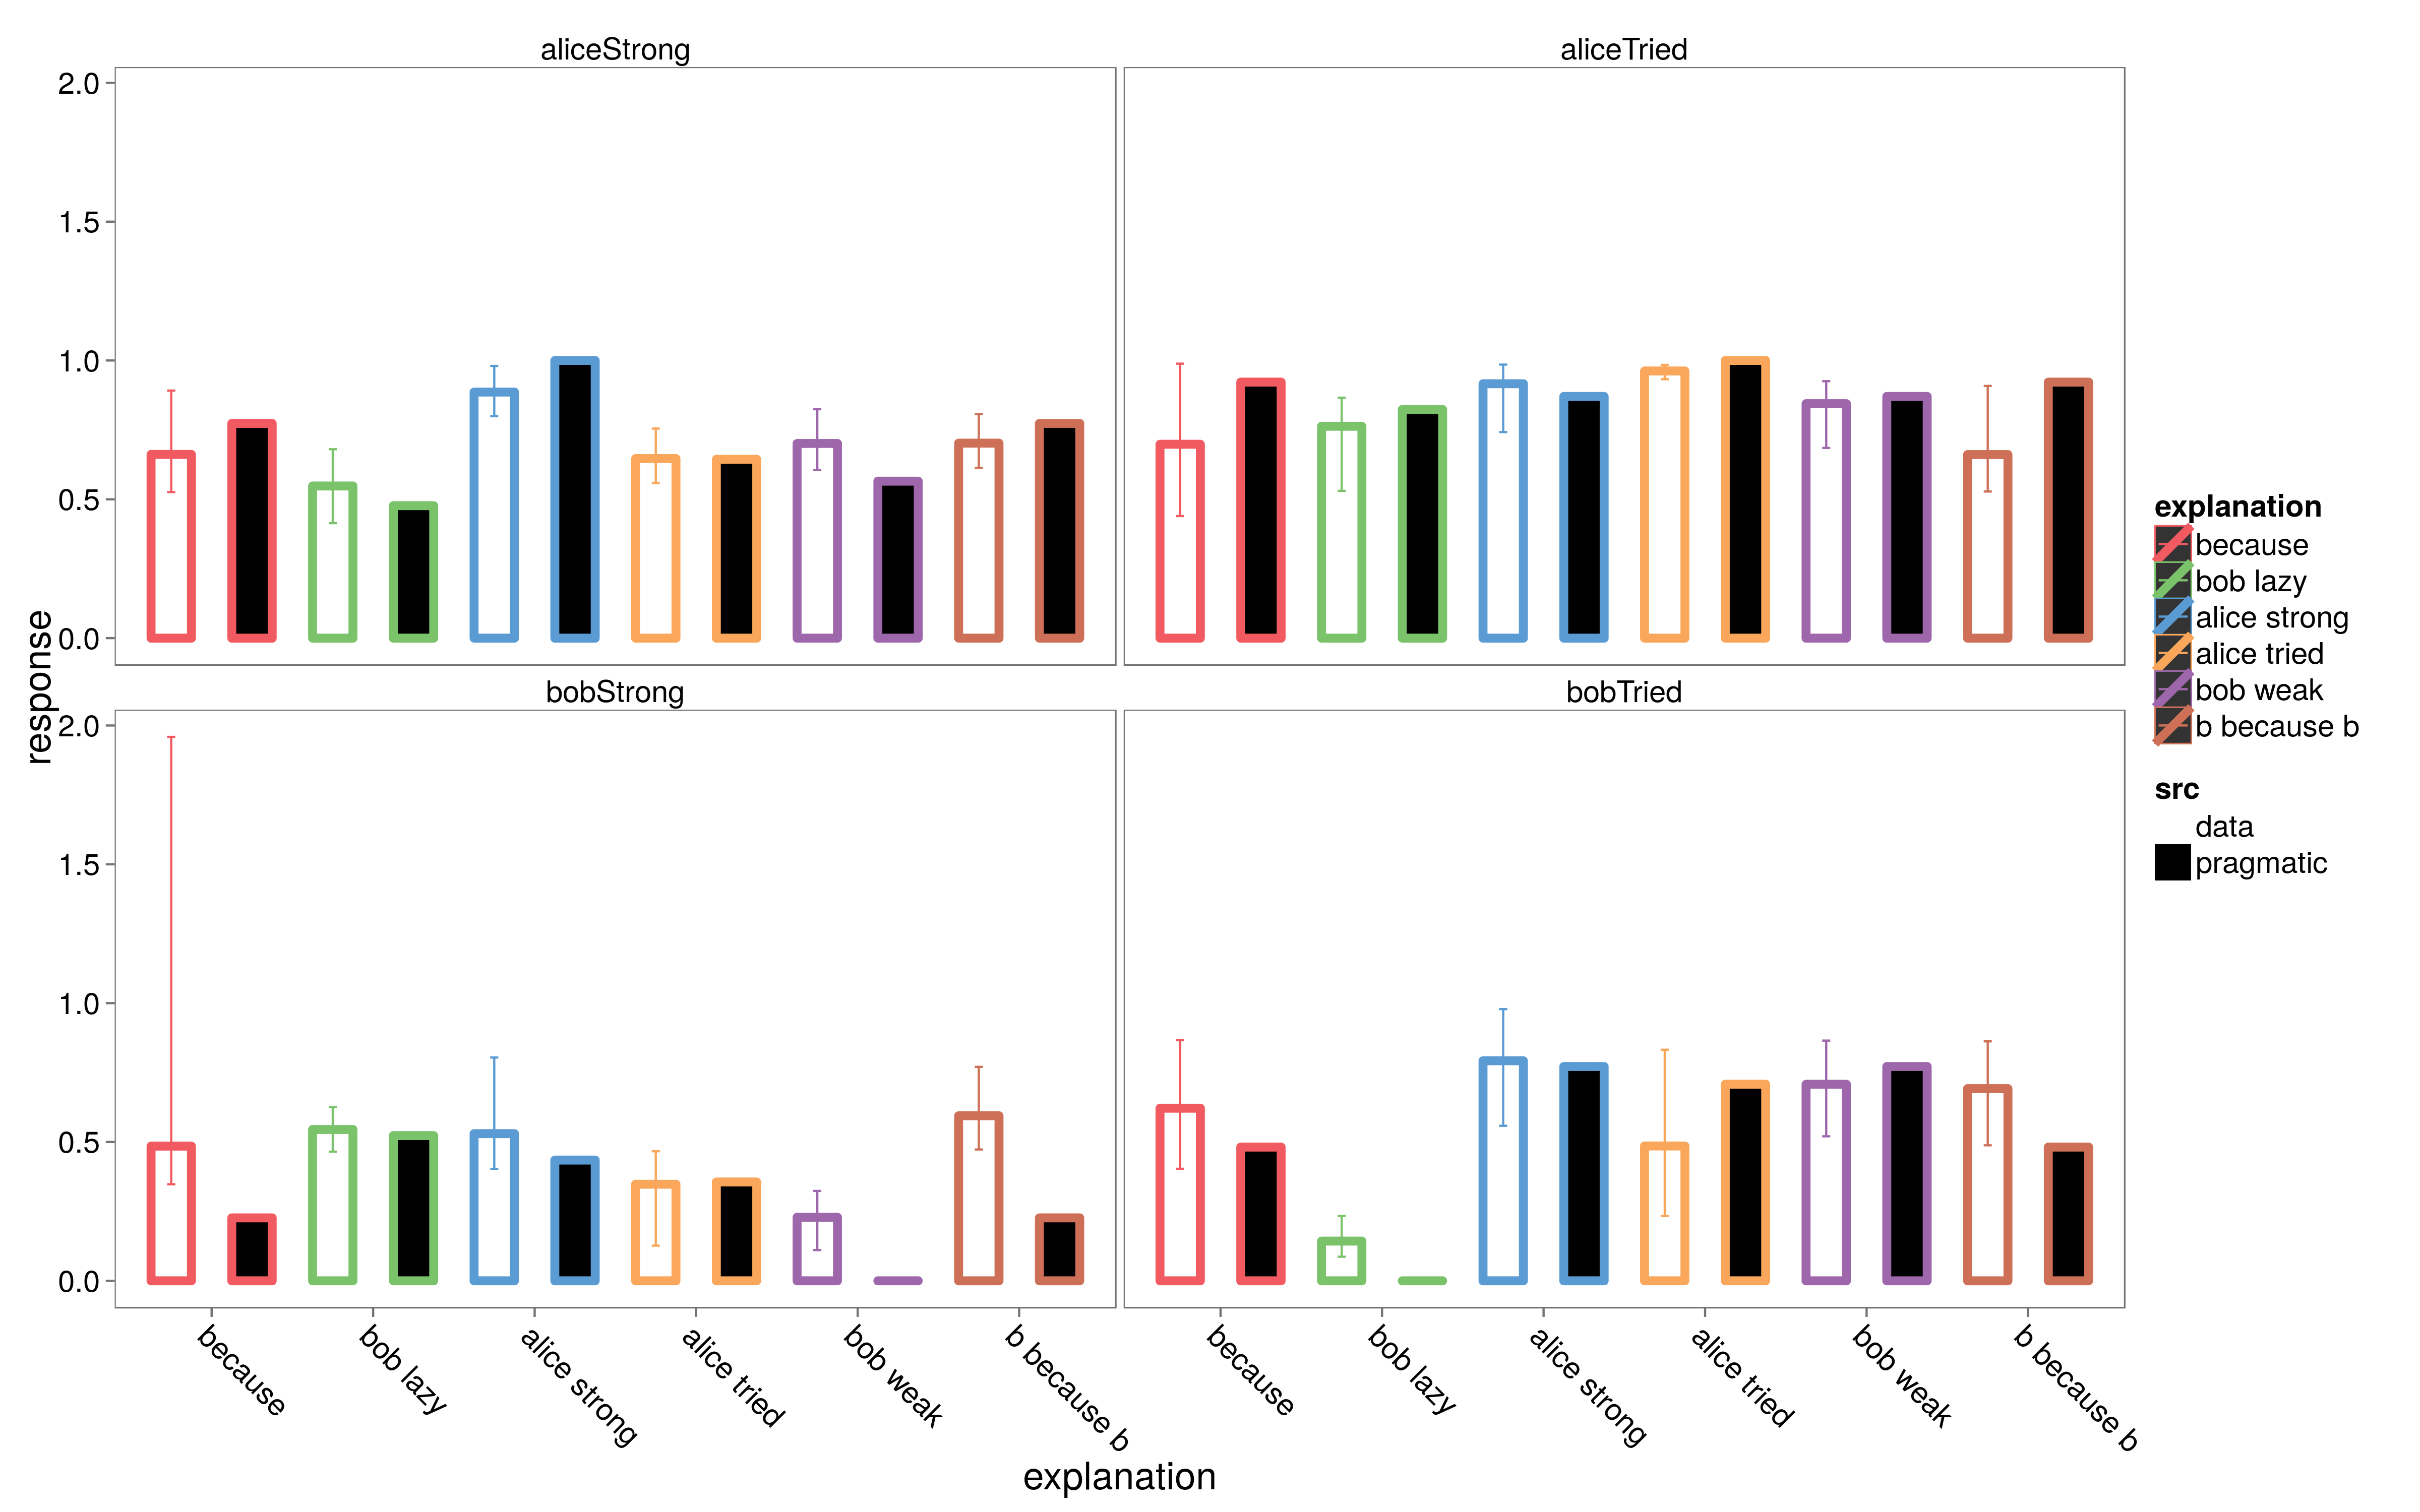 aliceStrong
aliceTried
2.0
1.5
1.0
0.5
0.0
bobStrong
bobTried
2.0
1.5
1.0
0.5
0.0
response
because
bob lazy
alice strong
alice tried
bob weak
b because b
because
bob lazy
alice strong
alice tried
bob weak
b because b
explanation
explanation
because
bob lazy
alice strong
alice tried
bob weak
b because b
src
data
pragmatic